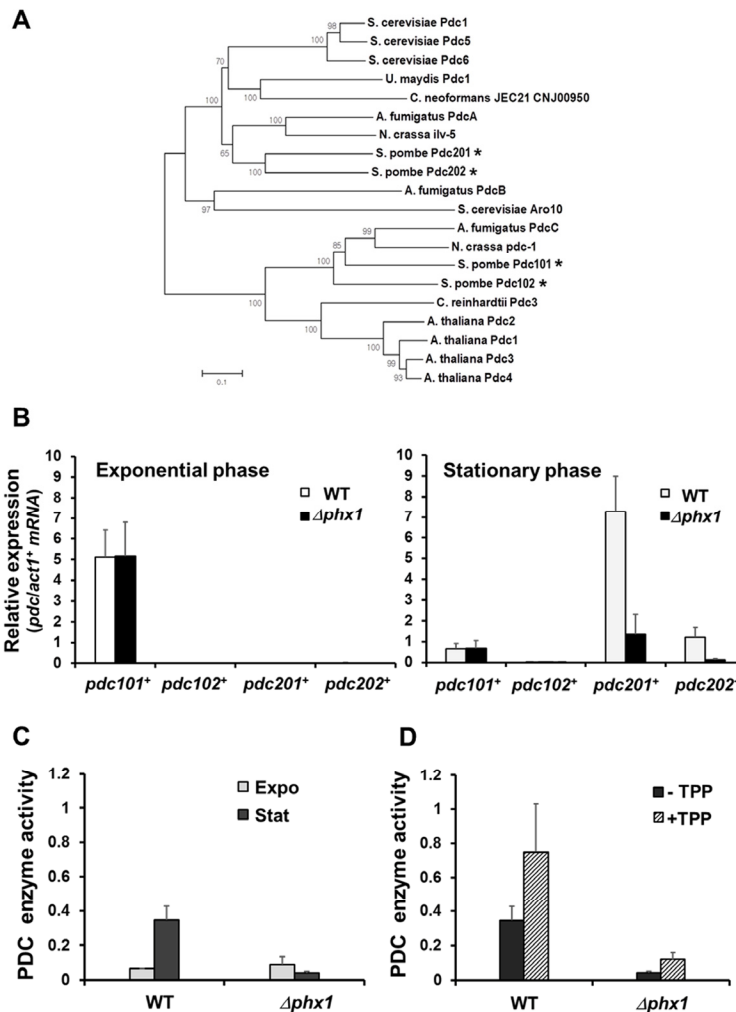 A
S. cerevisiae Pdc1
S. cerevisiae Pdc5
S. cerevisiae Pdc6
U. maydis Pdc1
C. neoformans JEC21 CNJ00950
A. fumigatus PdcA
N. crassa ilv-5
S. pombe Pdc201 *
S. pombe Pdc202 *
A. fumigatus PdcB
S. cerevisiae Aro10
A. fumigatus PdcC
N. crassa pdc-1
S. pombe Pdc101 *
S. pombe Pdc102 *
C. reinhardtii Pdc3
A. thaliana Pdc2
A. thaliana Pdc1
A. thaliana Pdc3
A. thaliana Pdc4
98
100
70
100
100
100
65
100
97
99
85
100
100
100
100
99
93
0.1
B
Relative expression
(pdc/act1+ mRNA)
10
9
8
7
6
5
4
3
2
1
0
Exponential phase
WT
Δphx1
pdc101+ pdc102+ pdc201+ pdc202+
10
9
8
7
6
5
4
3
2
1
0
Stationary phase
WT
Δphx1
pdc101+ pdc102+ pdc201+ pdc202+
C
PDC enzyme activity
1.2
1
0.8
0.6
0.4
0.2
0
Expo
Stat
WT Δphx1
D
PDC enzyme activity
1.2
1
0.8
0.6
0.4
0.2
0
- TPP
+TPP
WT Δphx1